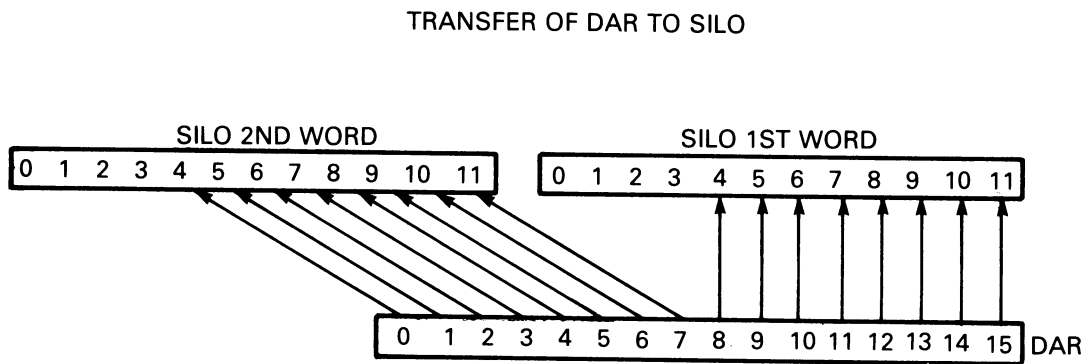 TRANSFER OF DAR TO SILO
SILO 2ND WORD
0 1 2 3 4 5 6 7 8 9 10 11
SILO 1ST WORD
0 1 2 3 4 5 6 7 8 9 10 11
0 1 2 3 4 5 6 7 8 9 10 11 12 13 14 15 DAR